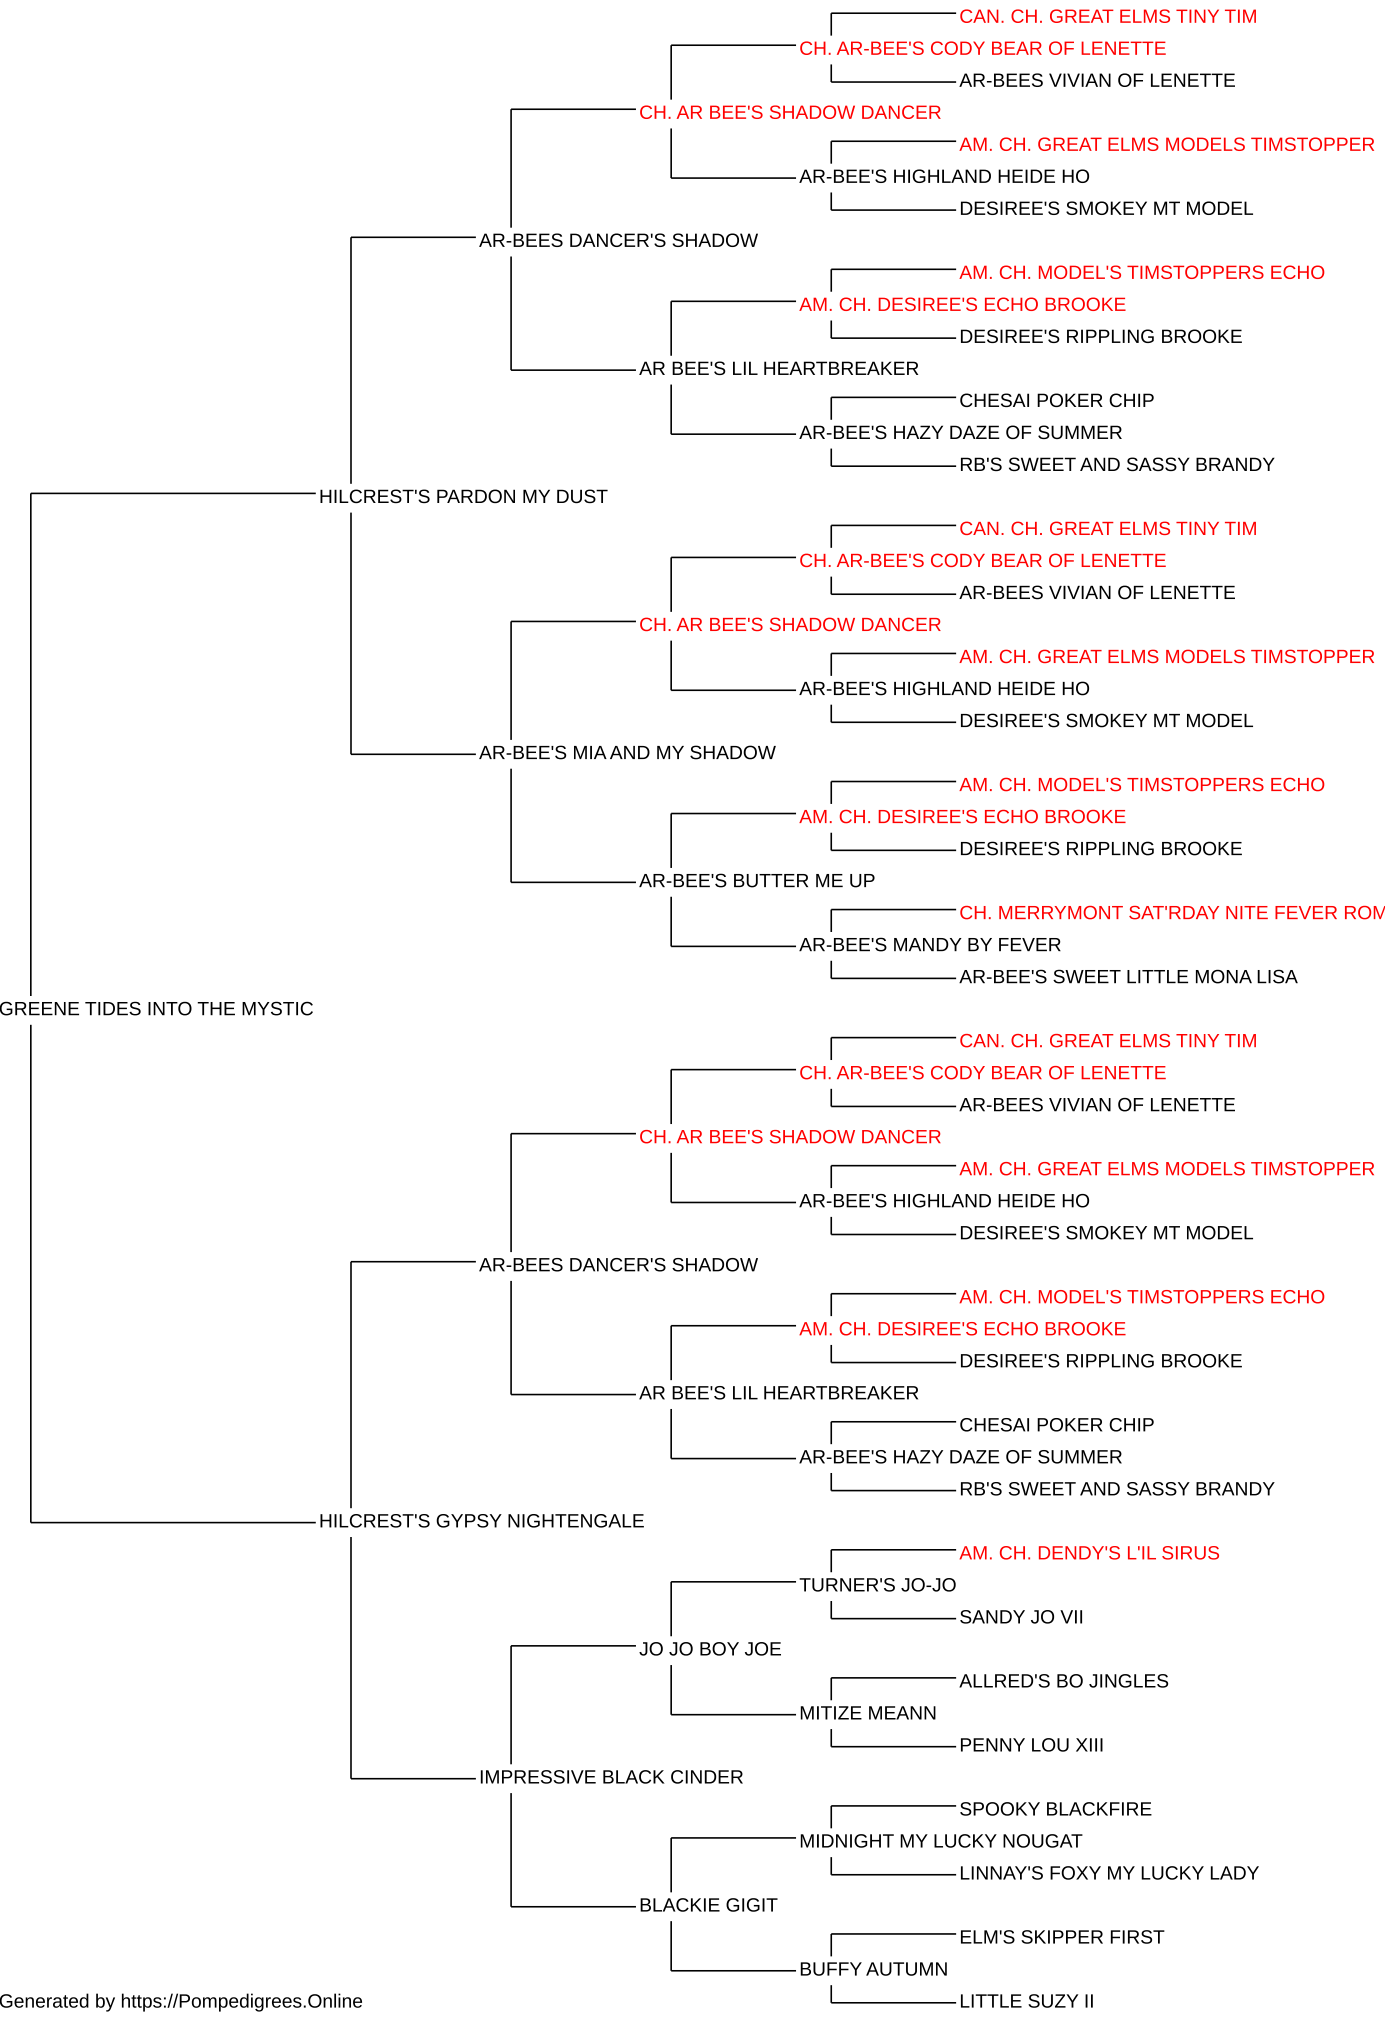 CAN. CH. GREAT ELMS TINY TIM
CH. AR-BEE'S CODY BEAR OF LENETTE
AR-BEES VIVIAN OF LENETTE
CH. AR BEE'S SHADOW DANCER
AM. CH. GREAT ELMS MODELS TIMSTOPPER
AR-BEE'S HIGHLAND HEIDE HO
DESIREE'S SMOKEY MT MODEL
AR-BEES DANCER'S SHADOW
AM. CH. MODEL'S TIMSTOPPERS ECHO
AM. CH. DESIREE'S ECHO BROOKE
DESIREE'S RIPPLING BROOKE
AR BEE'S LIL HEARTBREAKER
CHESAI POKER CHIP
AR-BEE'S HAZY DAZE OF SUMMER
RB'S SWEET AND SASSY BRANDY
HILCREST'S PARDON MY DUST
CAN. CH. GREAT ELMS TINY TIM
CH. AR-BEE'S CODY BEAR OF LENETTE
AR-BEES VIVIAN OF LENETTE
CH. AR BEE'S SHADOW DANCER
AM. CH. GREAT ELMS MODELS TIMSTOPPER
AR-BEE'S HIGHLAND HEIDE HO
DESIREE'S SMOKEY MT MODEL
AR-BEE'S MIA AND MY SHADOW
AM. CH. MODEL'S TIMSTOPPERS ECHO
AM. CH. DESIREE'S ECHO BROOKE
DESIREE'S RIPPLING BROOKE
AR-BEE'S BUTTER ME UP
CH. MERRYMONT SAT'RDAY NITE FEVER ROM
AR-BEE'S MANDY BY FEVER
AR-BEE'S SWEET LITTLE MONA LISA
GREENE TIDES INTO THE MYSTIC
CAN. CH. GREAT ELMS TINY TIM
CH. AR-BEE'S CODY BEAR OF LENETTE
AR-BEES VIVIAN OF LENETTE
CH. AR BEE'S SHADOW DANCER
AM. CH. GREAT ELMS MODELS TIMSTOPPER
AR-BEE'S HIGHLAND HEIDE HO
DESIREE'S SMOKEY MT MODEL
AR-BEES DANCER'S SHADOW
AM. CH. MODEL'S TIMSTOPPERS ECHO
AM. CH. DESIREE'S ECHO BROOKE
DESIREE'S RIPPLING BROOKE
AR BEE'S LIL HEARTBREAKER
CHESAI POKER CHIP
AR-BEE'S HAZY DAZE OF SUMMER
RB'S SWEET AND SASSY BRANDY
HILCREST'S GYPSY NIGHTENGALE
AM. CH. DENDY'S L'IL SIRUS
TURNER'S JO-JO
SANDY JO VII
JO JO BOY JOE
ALLRED'S BO JINGLES
MITIZE MEANN
PENNY LOU XIII
IMPRESSIVE BLACK CINDER
SPOOKY BLACKFIRE
MIDNIGHT MY LUCKY NOUGAT
LINNAY'S FOXY MY LUCKY LADY
BLACKIE GIGIT
ELM'S SKIPPER FIRST
BUFFY AUTUMN
LITTLE SUZY II
Generated by https://Pompedigrees.Online